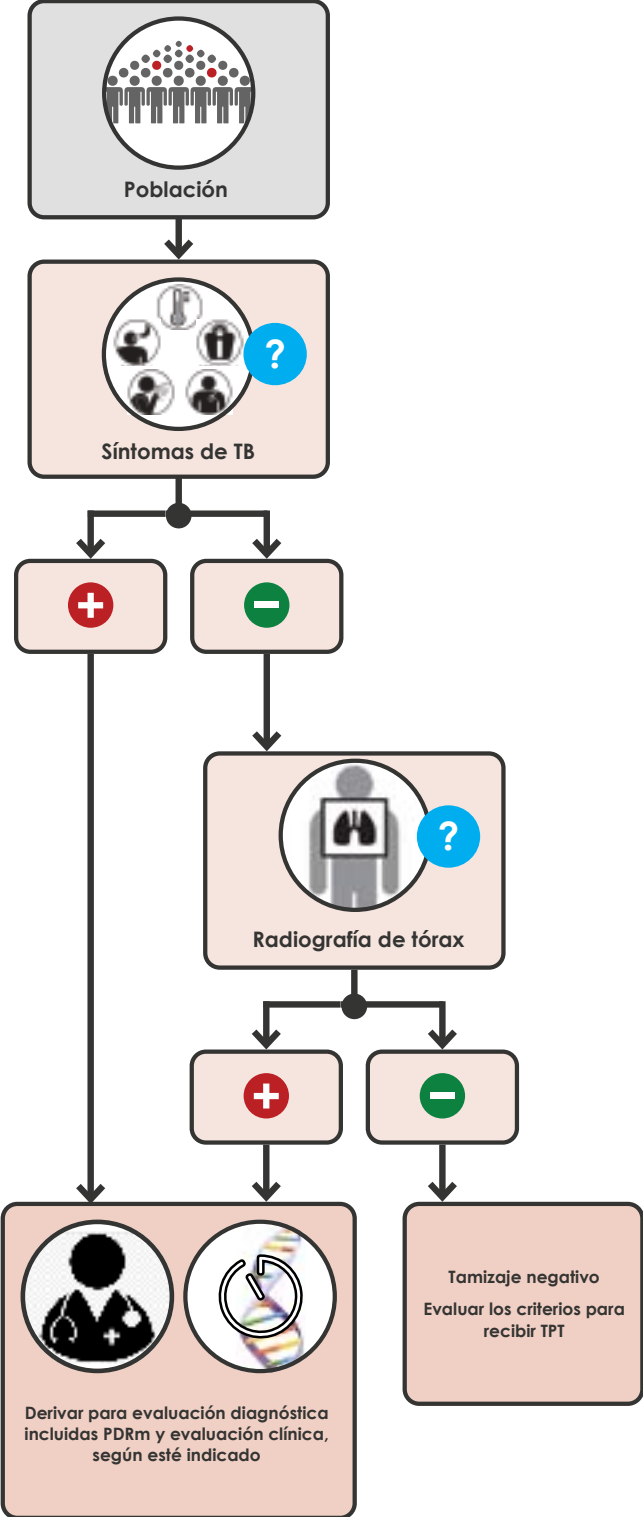 Población
Síntomas de TB
?
+
−
Radiografía de tórax
?
+
−
Derivar para evaluación diagnóstica
incluidas PDRm y evaluación clínica,
según esté indicado
Tamizaje negativo
Evaluar los criterios para
recibir TPT